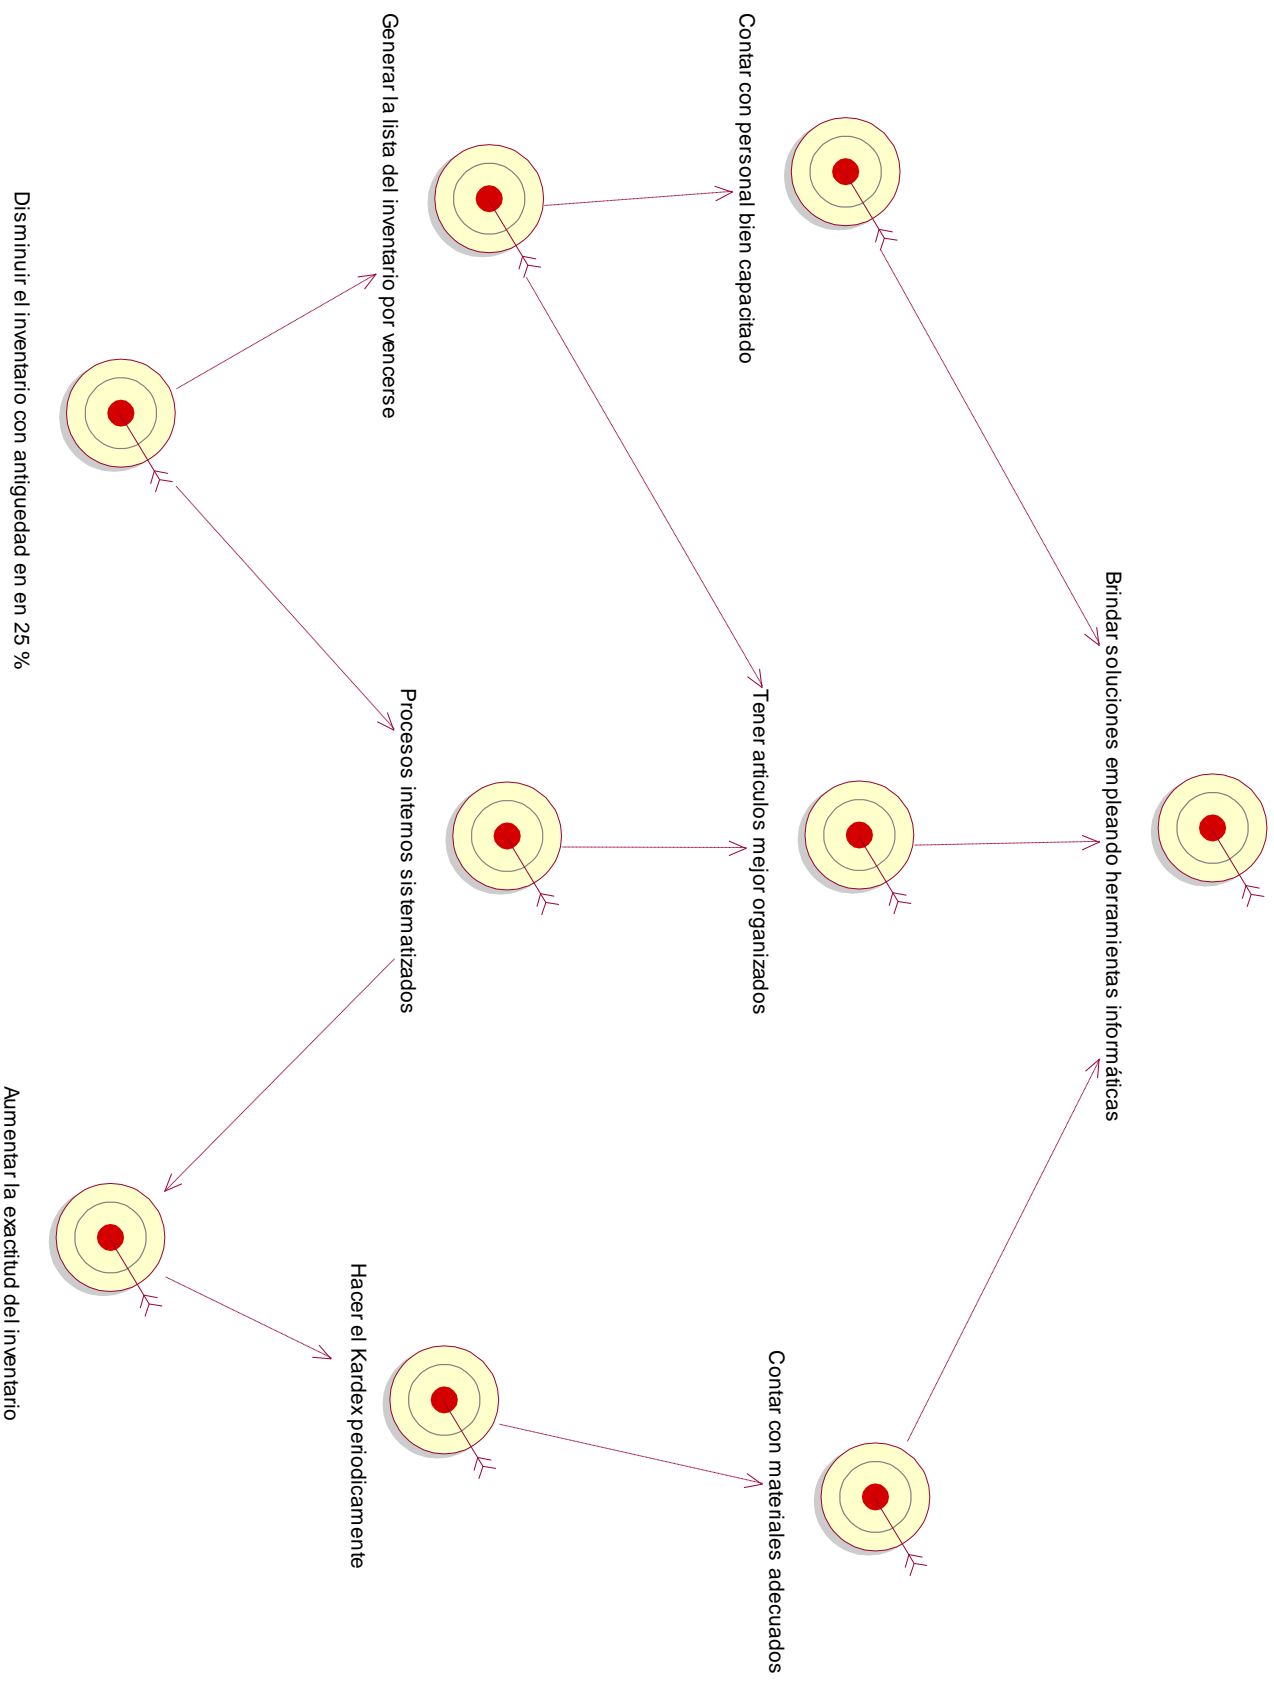 Brindar soluciones empleando herramientas informáticas
Contar con personal bien capacitado
Tener articulos mejor organizados
Contar con materiales adecuados
Generar la lista del inventario por vencerse
Procesos internos sistematizados
Hacer el Kardex periodicamente
Disminuir el inventario con antiguedad en en 25 %
Aumentar la exactitud del inventario